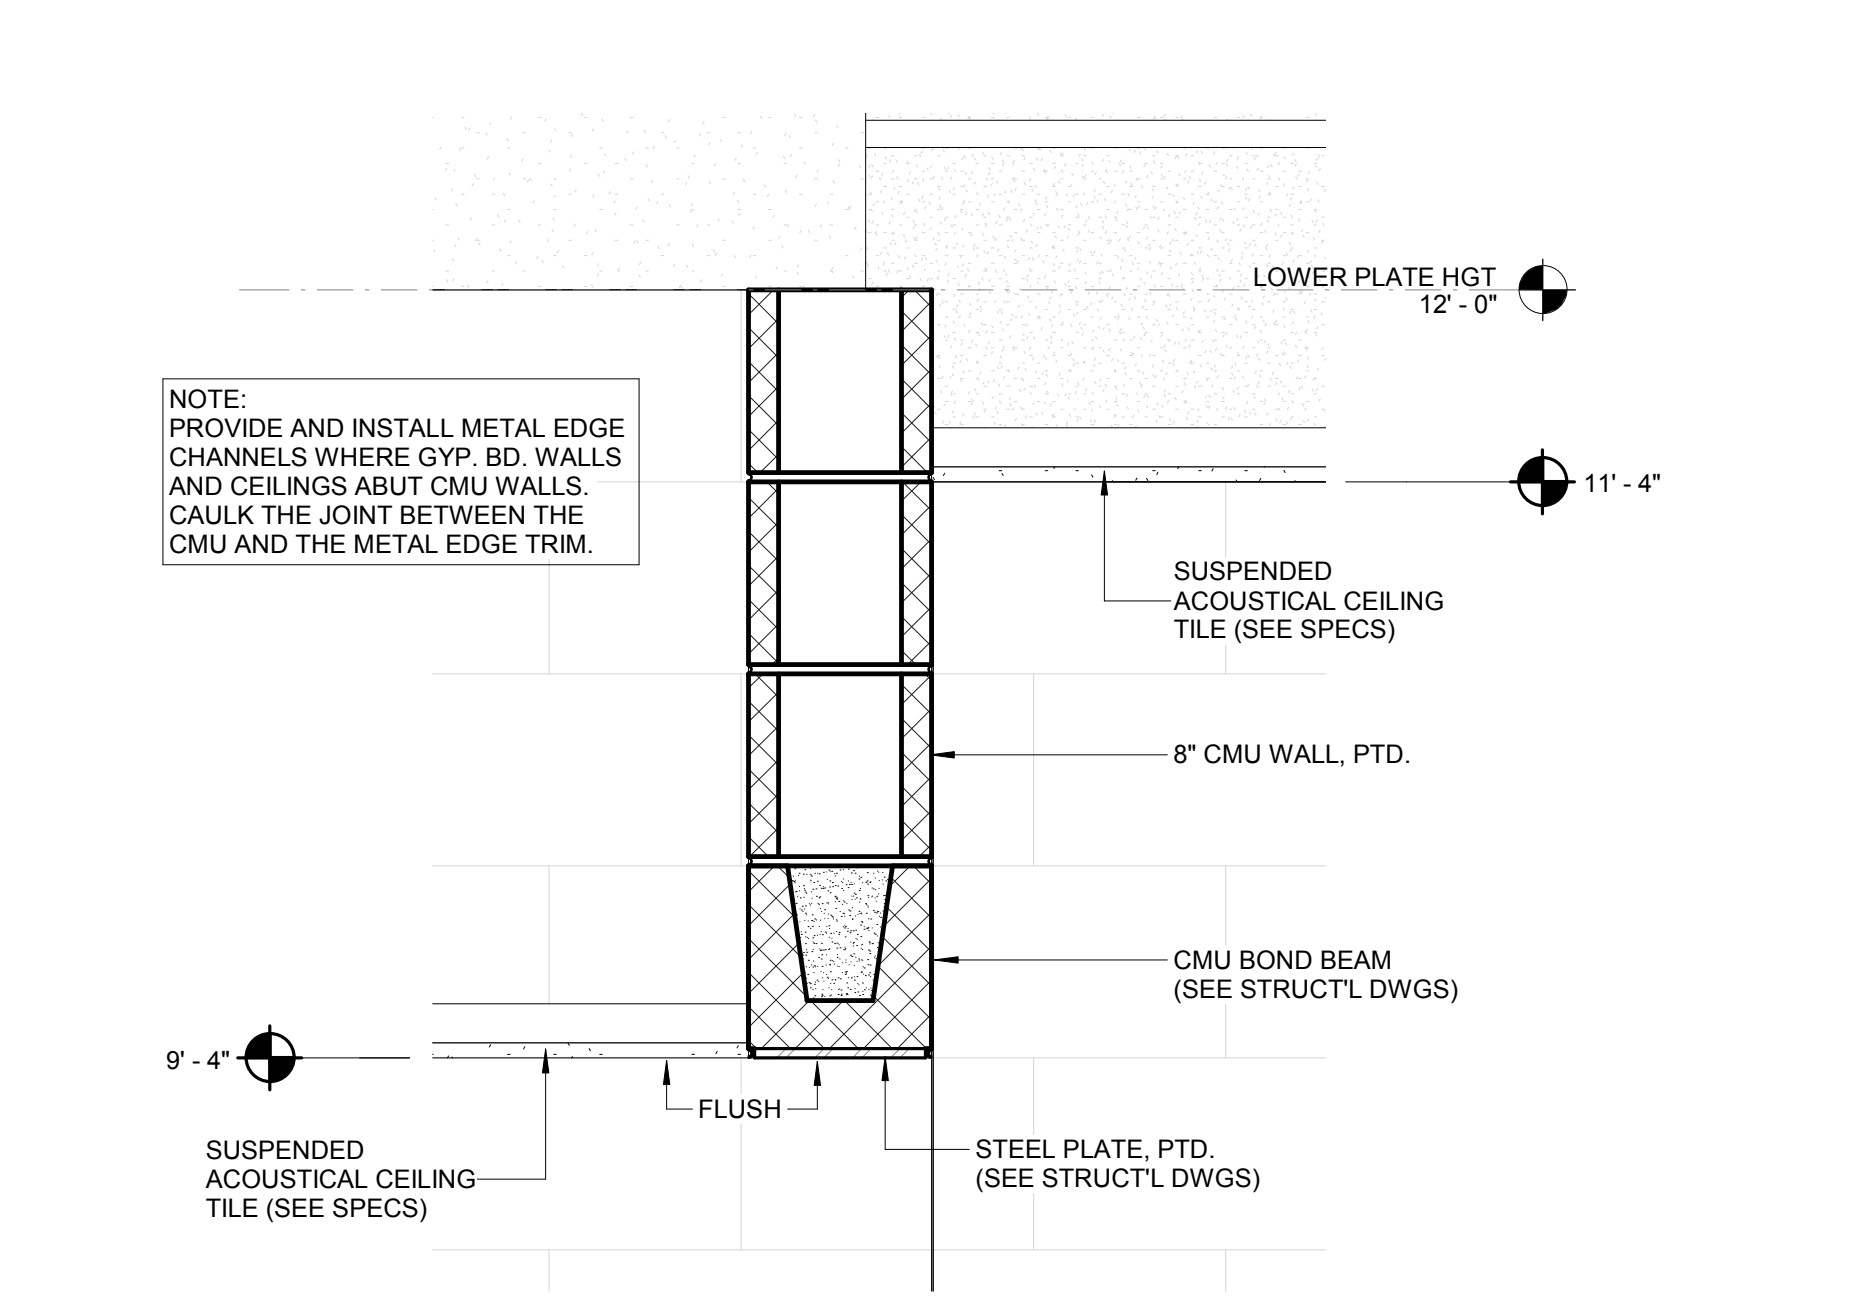 LOWER PLATE HGT
12' - 0"
NOTE:
PROVIDE AND INSTALL METAL EDGE
CHANNELS WHERE GYP. BD. WALLS
AND CEILINGS ABUT CMU WALLS.
CAULK THE JOINT BETWEEN THE
CMU AND THE METAL EDGE TRIM.
11' - 4"
SUSPENDED
ACOUSTICAL CEILING
TILE (SEE SPECS)
8" CMU WALL, PTD.
CMU BOND BEAM
(SEE STRUCT'L DWGS)
9' - 4"
FLUSH
STEEL PLATE, PTD.
(SEE STRUCT'L DWGS)
SUSPENDED
ACOUSTICAL CEILING
TILE (SEE SPECS)